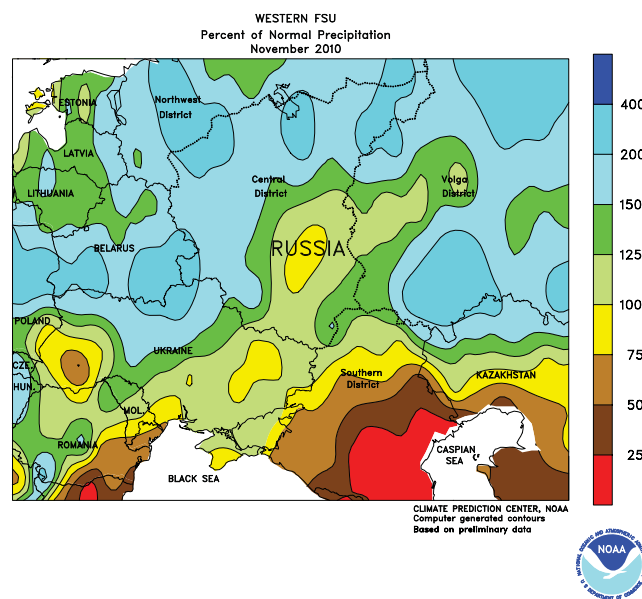 WESTERN FSU
Percent of Normal Precipitation
November 2010
ESTONIA
Northwest
District
LATVIA
LITHUANIA
Central
District
Volga
District
BELARUS
RUSSIA
POLAND
UKRAINE
CZE.
HUN.
MOL.
Southern
District
KAZAKHSTAN
ROMANIA
BLACK SEA
CASPIAN
SEA
400
200
150
125
100
75
50
25
CLIMATE PREDICTION CENTER, NOAA
Computer generated contours
Based on preliminary data
NOAA